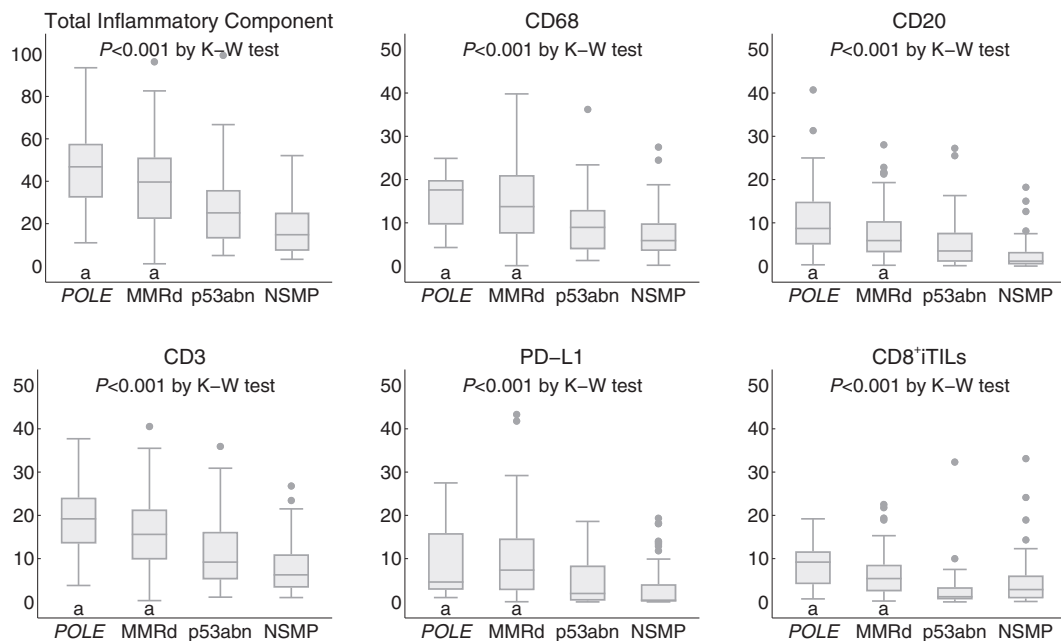 Total Inflammatory Component
P<0.001 by K–W test
100
80
60
40
20
0
a a
POLE MMRd p53abn NSMP
CD68
P<0.001 by K–W test
50
40
30
20
10
0
a a
POLE MMRd p53abn NSMP
CD20
P<0.001 by K–W test
50
40
30
20
10
0
a a
POLE MMRd p53abn NSMP
CD3
P<0.001 by K–W test
50
40
30
20
10
0
a a
POLE MMRd p53abn NSMP
PD–L1
P<0.001 by K–W test
50
40
30
20
10
0
a a
POLE MMRd p53abn NSMP
CD8⁺iTILs
P<0.001 by K–W test
50
40
30
20
10
0
a a
POLE MMRd p53abn NSMP